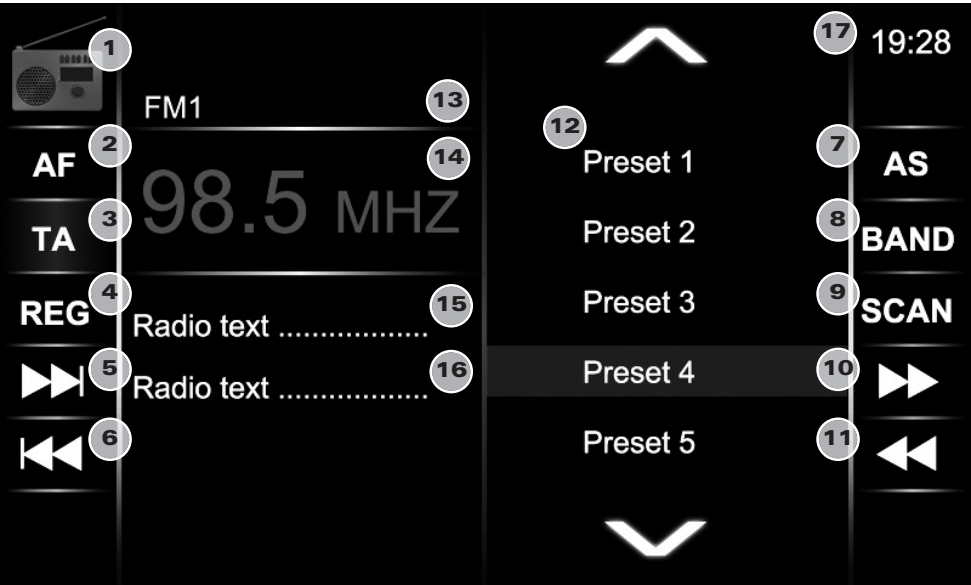 1
17
19:28
FM1
13
2
AF
14
98.5 MHZ
12
Preset 1
7
AS
3
TA
Preset 2
8
BAND
4
REG
15
Radio text ..................
Preset 3
9
SCAN
5
16
Radio text ..................
Preset 4
10
6
Preset 5
11